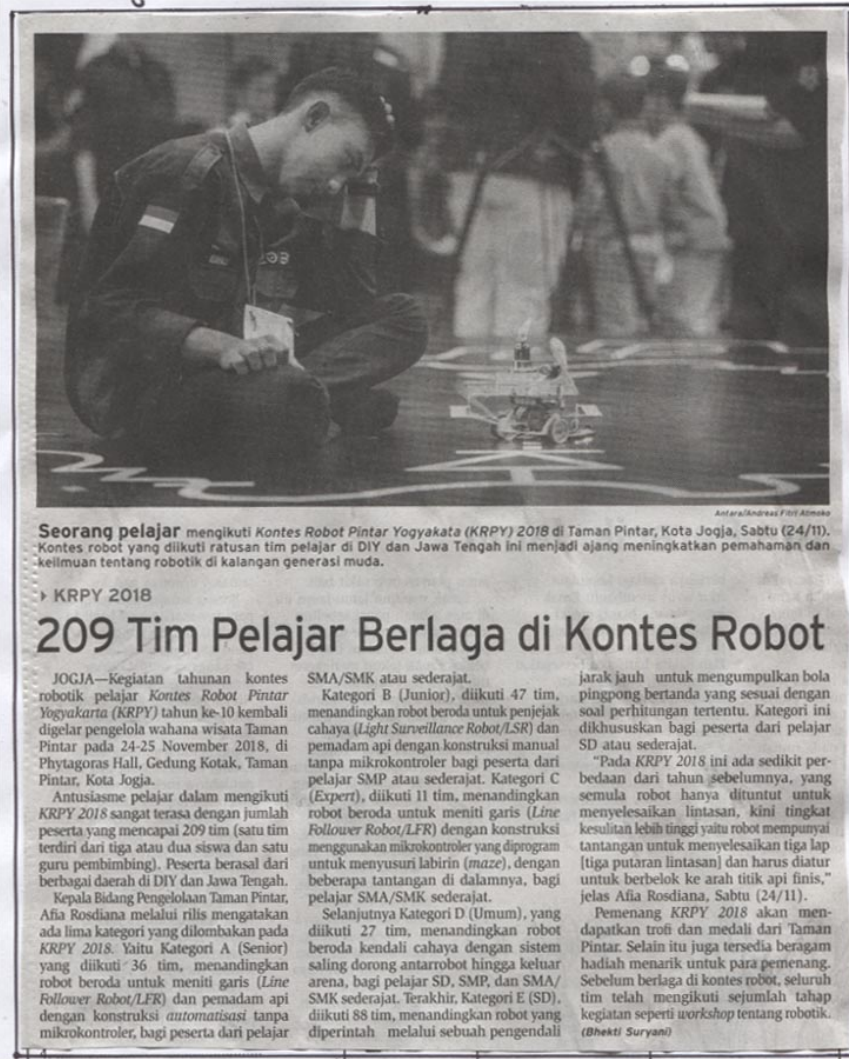 Antara/Andreas Fitri Atmoko
Seorang pelajar mengikuti Kontes Robot Pintar Yogyakata (KRPY) 2018 di Taman Pintar, Kota Jogja, Sabtu (24/11).
Kontes robot yang diikuti ratusan tim pelajar di DIY dan Jawa Tengah ini menjadi ajang meningkatkan pemahaman dan
keilmuan tentang robotik di kalangan generasi muda.
KRPY 2018
209 Tim Pelajar Berlaga di Kontes Robot
JOGJA—Kegiatan tahunan kontes
robotik pelajar Kontes Robot Pintar
Yogyakarta (KRPY) tahun ke-10 kembali
digelar pengelola wahana wisata Taman
Pintar pada 24-25 November 2018, di
Phytagoras Hall, Gedung Kotak, Taman
Pintar, Kota Jogja.
Antusiasme pelajar dalam mengikuti
KRPY 2018 sangat terasa dengan jumlah
peserta yang mencapai 209 tim (satu tim
terdiri dari tiga atau dua siswa dan satu
guru pembimbing). Peserta berasal dari
berbagai daerah di DIY dan Jawa Tengah.
Kepala Bidang Pengelolaan Taman Pintar,
Afia Rosdiana melalui rilis mengatakan
ada lima kategori yang dilombakan pada
KRPY 2018. Yaitu Kategori A (Senior)
yang diikuti 36 tim, menandingkan
robot beroda untuk meniti garis (Line
Follower Robot/LFR) dan pemadam api
dengan konstruksi automatisasi tanpa
mikrokontroler, bagi peserta dari pelajar
SMA/SMK atau sederajat.
Kategori B (Junior), diikuti 47 tim,
menandingkan robot beroda untuk penjejak
cahaya (Light Surveillance Robot/LSR) dan
pemadam api dengan konstruksi manual
tanpa mikrokontroler bagi peserta dari
pelajar SMP atau sederajat. Kategori C
(Expert), diikuti 11 tim, menandingkan
robot beroda untuk meniti garis (Line
Follower Robot/LFR) dengan konstruksi
menggunakan mikrokontroler yang diprogram
untuk menyusuri labirin (maze), dengan
beberapa tantangan di dalamnya, bagi
pelajar SMA/SMK sederajat.
Selanjutnya Kategori D (Umum), yang
diikuti 27 tim, menandingkan robot
beroda kendali cahaya dengan sistem
saling dorong antarrobot hingga keluar
arena, bagi pelajar SD, SMP, dan SMA/
SMK sederajat. Terakhir, Kategori E (SD),
diikuti 88 tim, menandingkan robot yang
diperintah melalui sebuah pengendali
jarak jauh untuk mengumpulkan bola
pingpong bertanda yang sesuai dengan
soal perhitungan tertentu. Kategori ini
dikhususkan bagi peserta dari pelajar
SD atau sederajat.
"Pada KRPY 2018 ini ada sedikit per-
bedaan dari tahun sebelumnya, yang
semula robot hanya dituntut untuk
menyelesaikan lintasan, kini tingkat
kesulitan lebih tinggi yaitu robot mempunyai
tantangan untuk menyelesaikan tiga lap
[tiga putaran lintasan] dan harus diatur
untuk berbelok ke arah titik api finis,"
jelas Afia Rosdiana, Sabtu (24/11).
Pemenang KRPY 2018 akan men-
dapatkan trofi dan medali dari Taman
Pintar. Selain itu juga tersedia beragam
hadiah menarik untuk para pemenang.
Sebelum berlaga di kontes robot, seluruh
tim telah mengikuti sejumlah tahap
kegiatan seperti workshop tentang robotik.
(Bhekti Suryani)